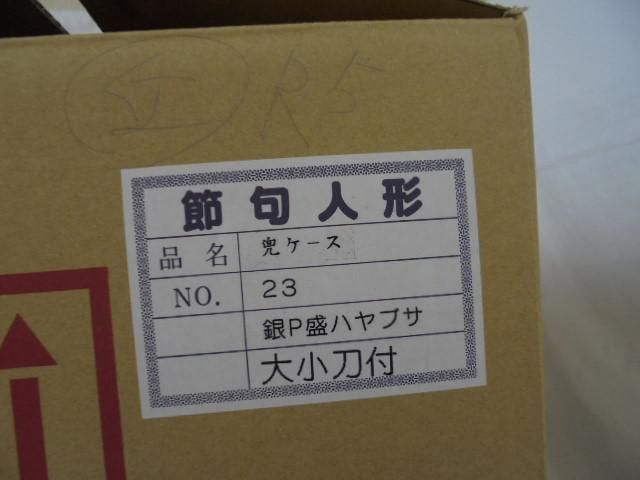 R5
節句人形
品名 兜ケース
NO. 23
銀P盛ハヤブサ
大小刀付